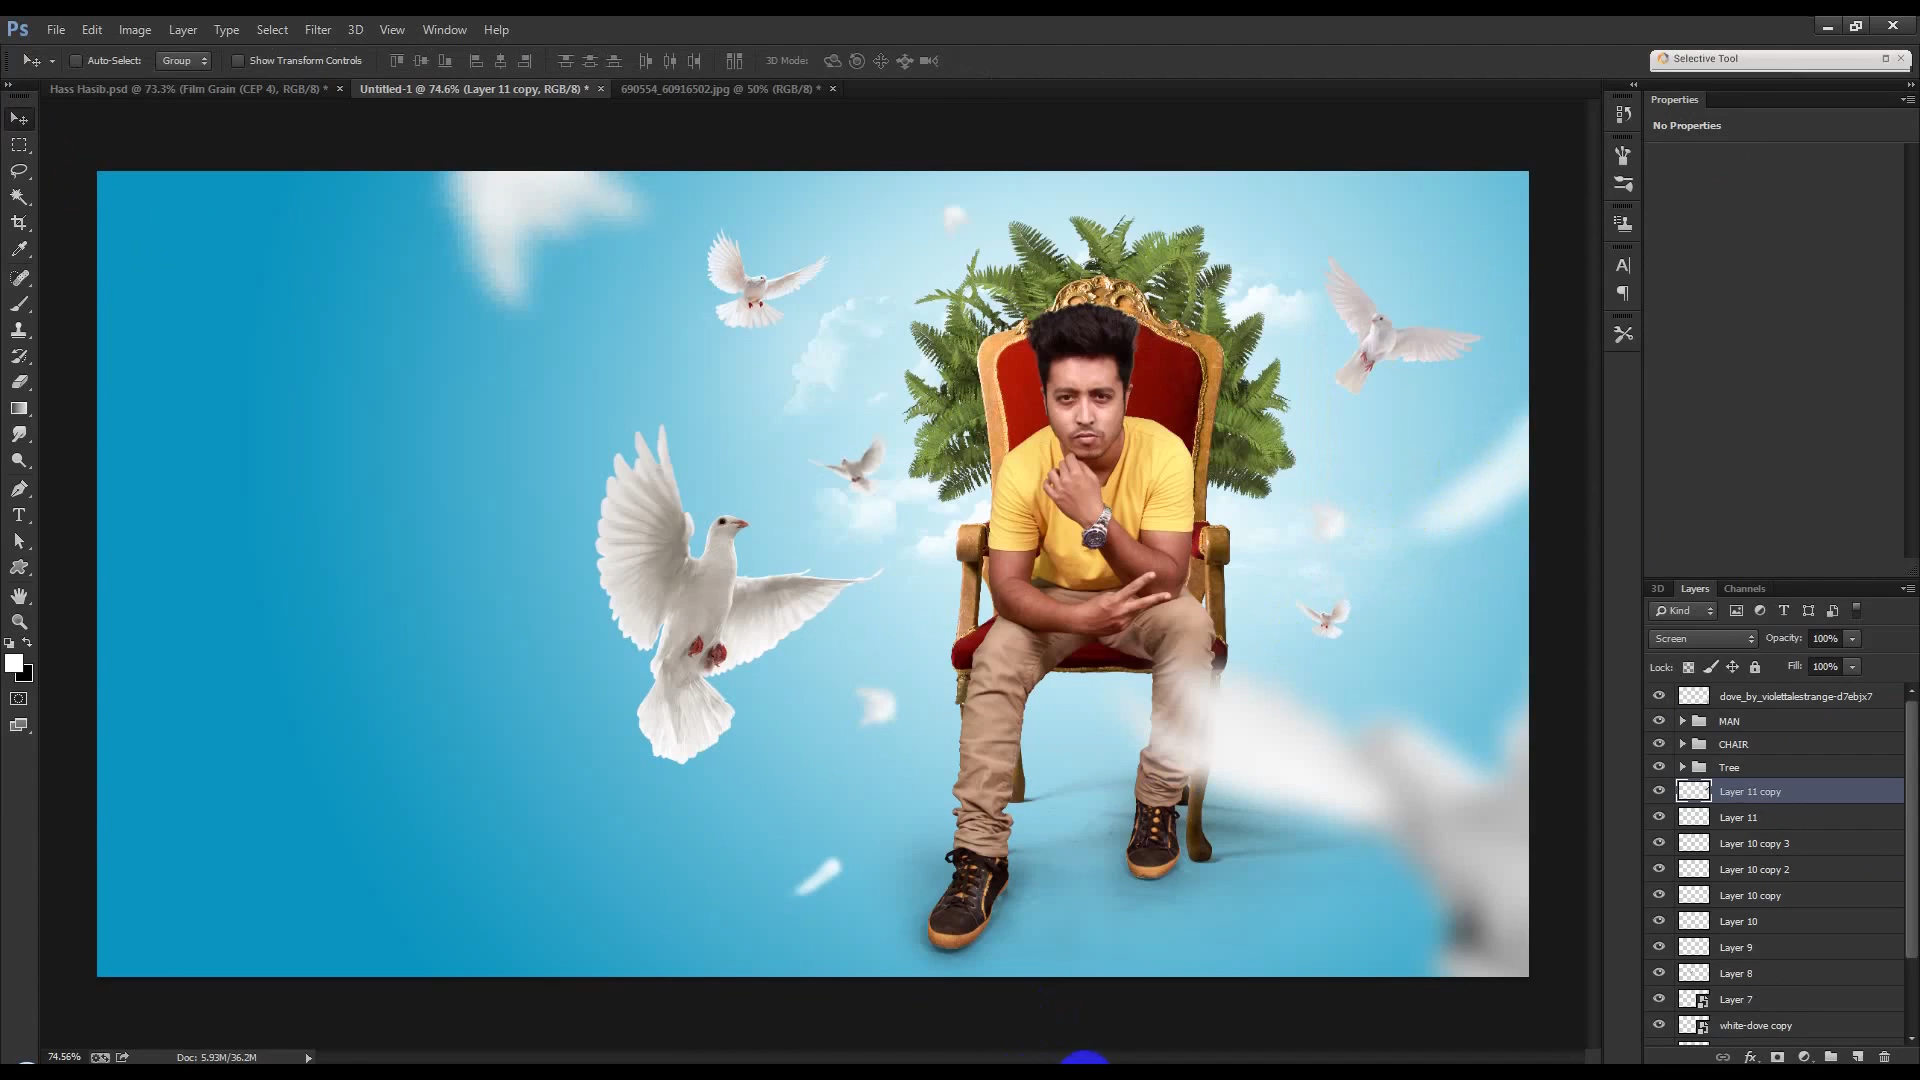 Ps File Edit Image Layer Type Select Filter 3D View Window Help
Auto-Select: Group Show Transform Controls 3D Mode: Selective Tool
Hass Hasib.psd @ 73.3% (Film Grain (CEP 4), RGB/8) * × Untitled-1 @ 74.6% (Layer 11 copy, RGB/8) * × 690554_60916502.jpg @ 50% (RGB/8) * ×
Properties
No Properties
3D Layers Channels
Kind
Screen Opacity: 100%
Lock: Fill: 100%
dove_by_violettalestrange-d7ebjx7
MAN
CHAIR
Tree
Layer 11 copy
Layer 11
Layer 10 copy 3
Layer 10 copy 2
Layer 10 copy
Layer 10
Layer 9
Layer 8
Layer 7
white-dove copy
74.56% Doc: 5.93M/36.2M